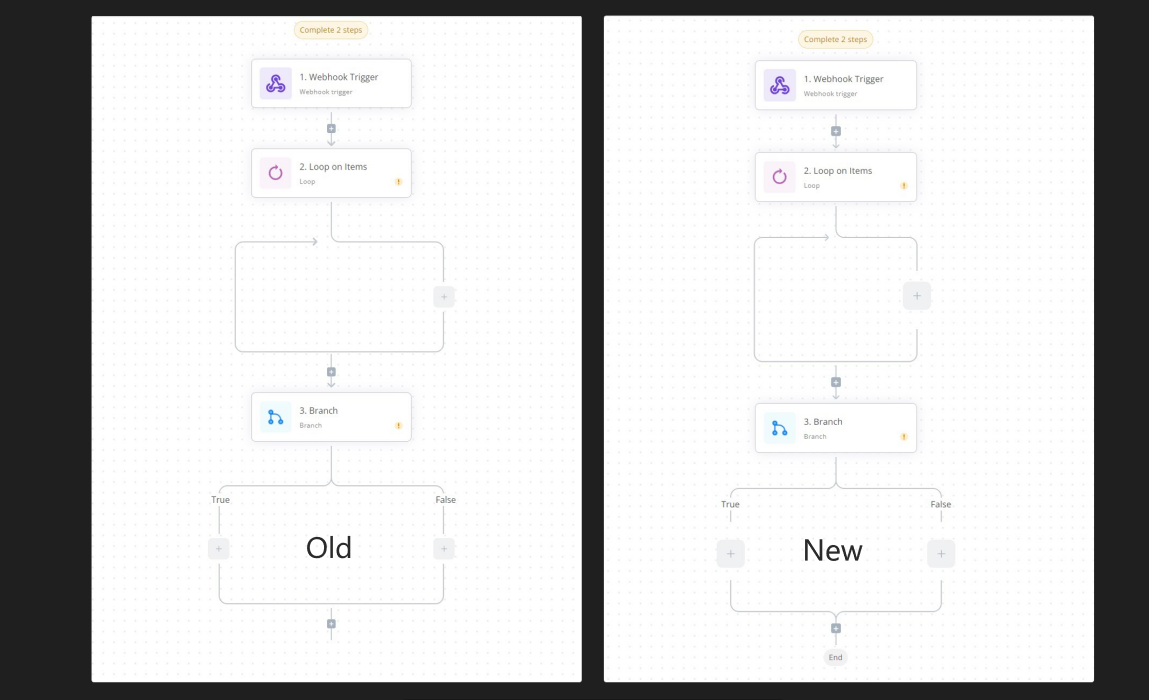 Complete 2 steps
1. Webhook Trigger
Webhook trigger
2. Loop on Items
Loop
3. Branch
Branch
True
False
Old
Complete 2 steps
1. Webhook Trigger
Webhook trigger
2. Loop on Items
Loop
3. Branch
Branch
True
False
New
End